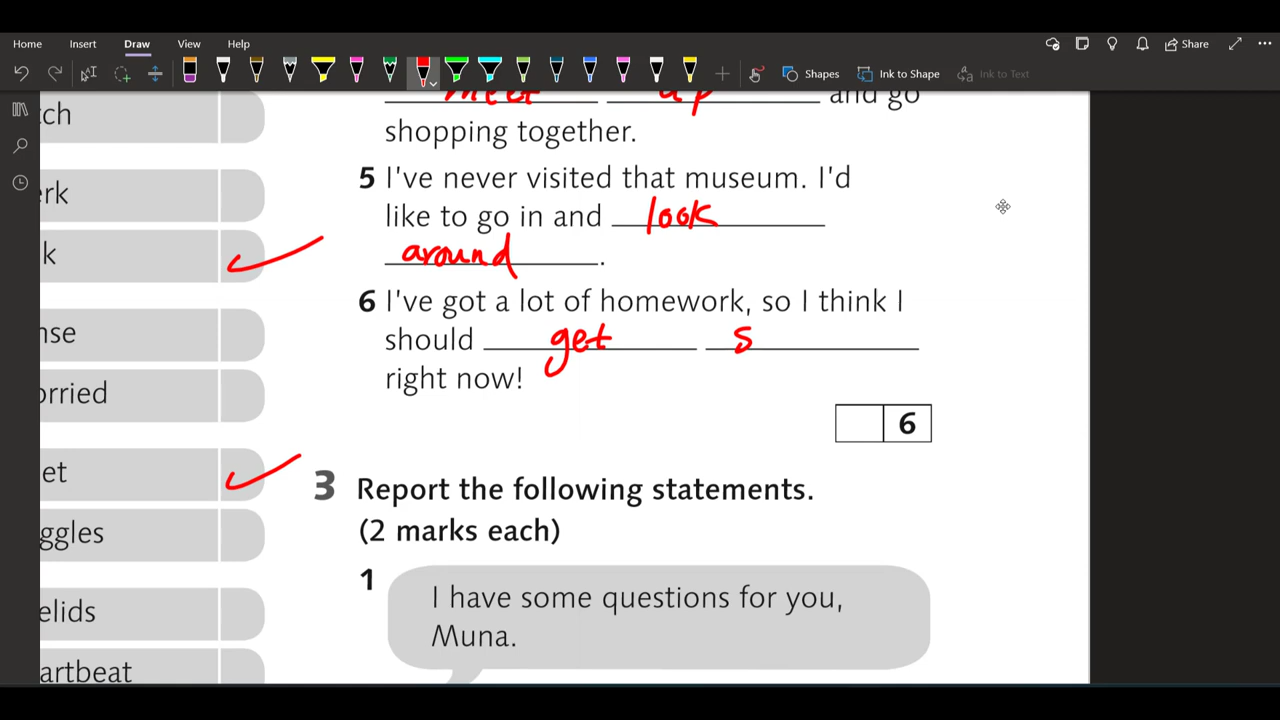 Home Insert Draw View Help
Share
Shapes Ink to Shape Ink to Text
meet up and go
shopping together.
5 I've never visited that museum. I'd
like to go in and look
around.
6 I've got a lot of homework, so I think I
should get s
right now!
6
3 Report the following statements.
(2 marks each)
1 I have some questions for you,
Muna.
tch
erk
k
nse
orried
et
ggles
elids
artbeat